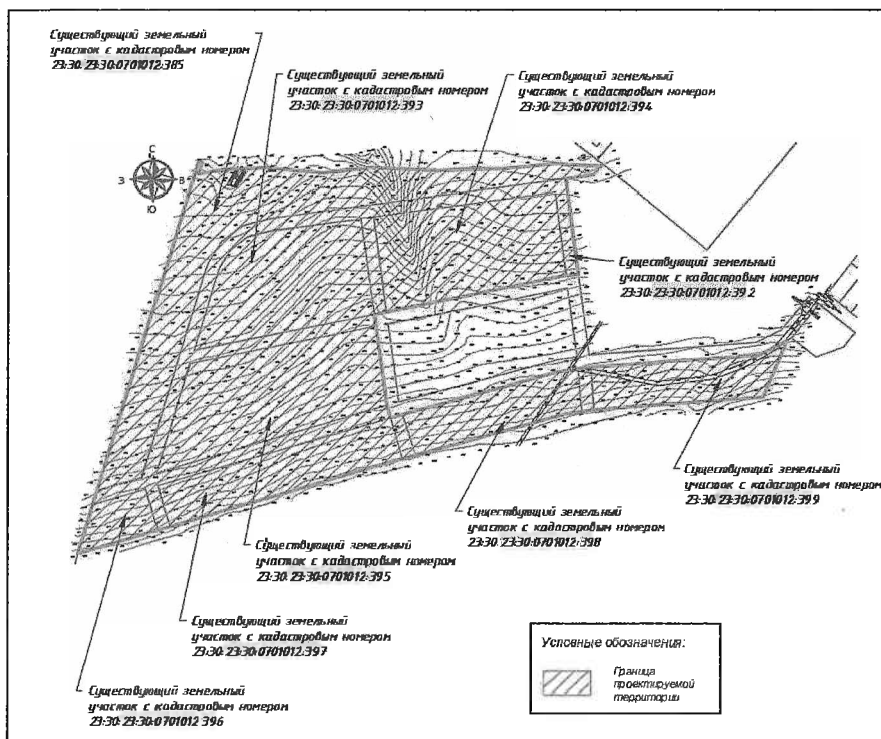 Существующий земельный
участок с кадастровым номером
23:30: 23:30:0701012:385
Существующий земельный
участок с кадастровым номером
23:30: 23:30:0701012:393
Существующий земельный
участок с кадастровым номером
23:30: 23:30:0701012:394
С
З
В
Ю
Существующий земельный
участок с кадастровым номером
23:30: 23:30:0701012:392
Существующий земельный
участок с кадастровым номером
23:30: 23:30:0701012:399
Существующий земельный
участок с кадастровым номером
23:30: 23:30:0701012:398
Существующий земельный
участок с кадастровым номером
23:30: 23:30:0701012:395
Существующий земельный
участок с кадастровым номером
23:30: 23:30:0701012:397
Существующий земельный
участок с кадастровым номером
23:30: 23:30:0701012:396
Условные обозначения:
Граница
проектируемой
территории